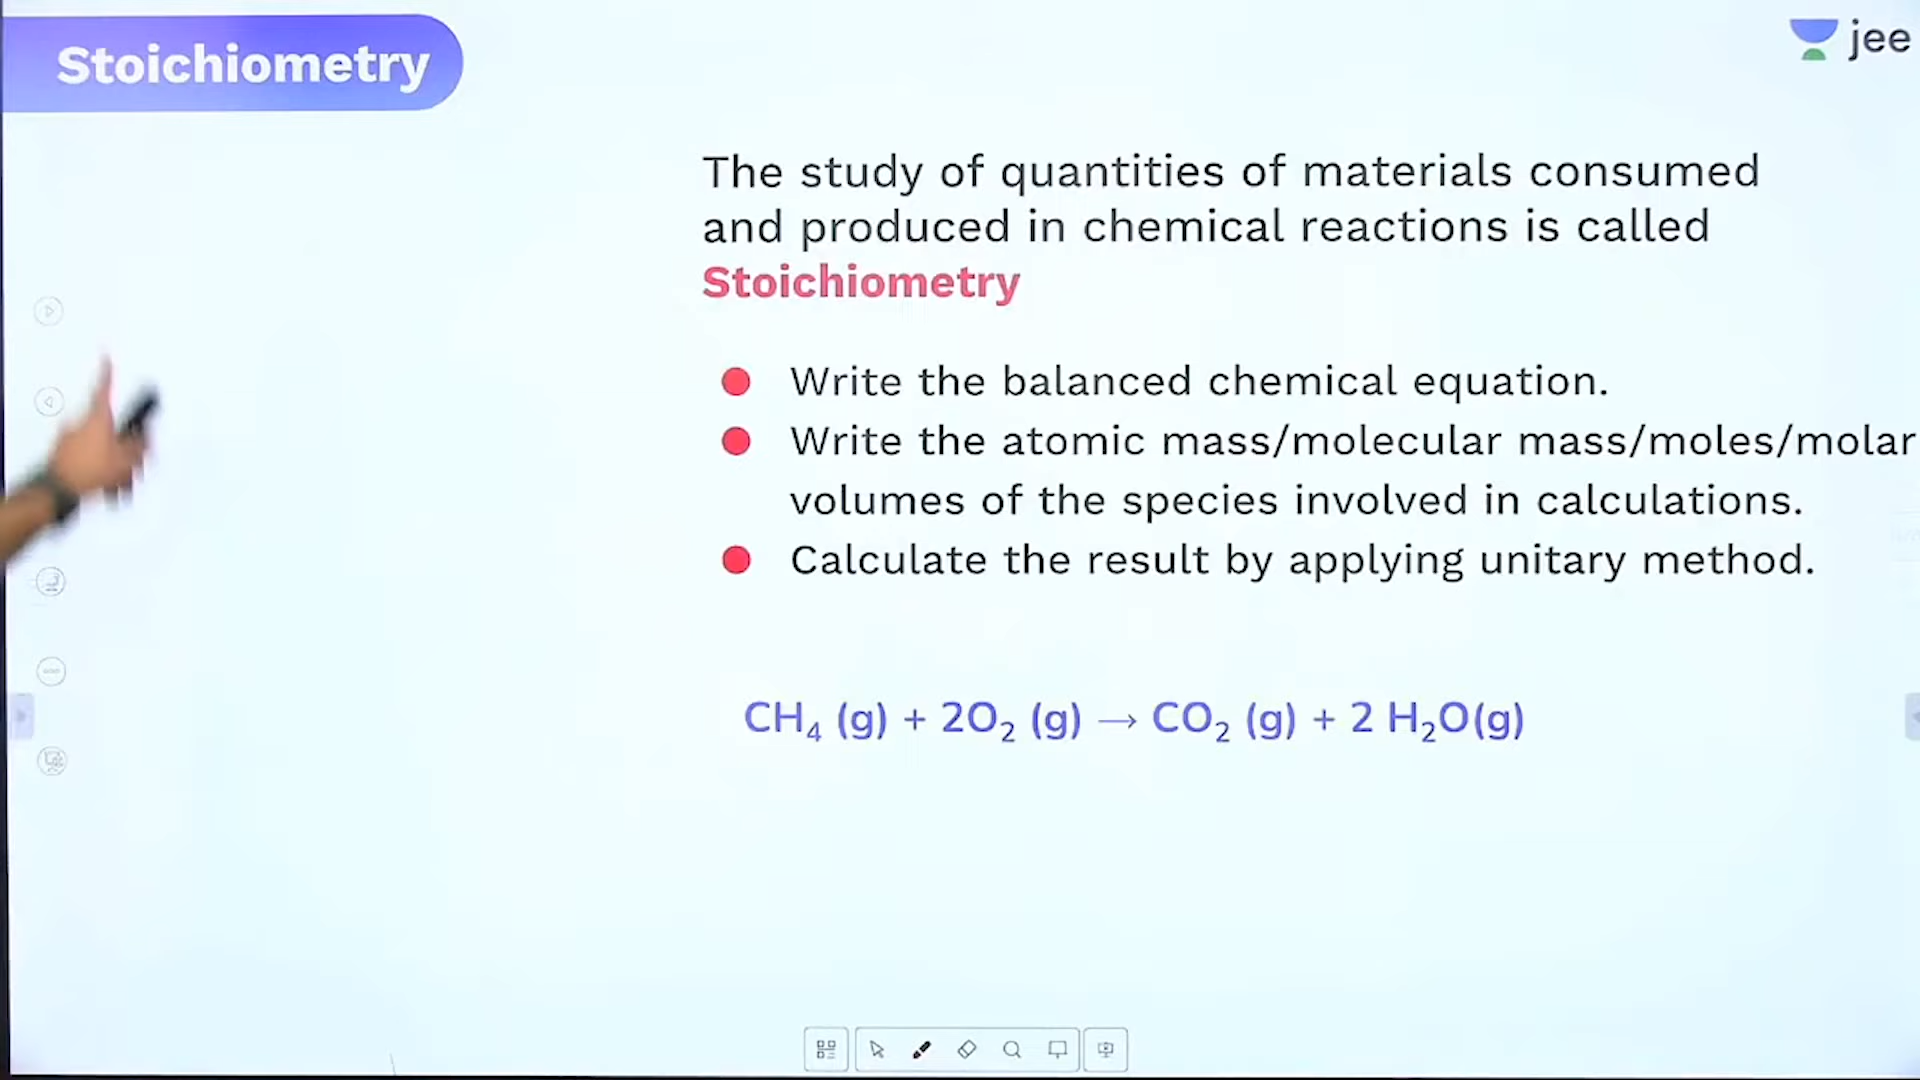 Stoichiometry
jee
The study of quantities of materials consumed
and produced in chemical reactions is called
Stoichiometry
Write the balanced chemical equation.
Write the atomic mass/molecular mass/moles/molar
volumes of the species involved in calculations.
Calculate the result by applying unitary method.
CH₄ (g) + 2O₂ (g) → CO₂ (g) + 2 H₂O(g)